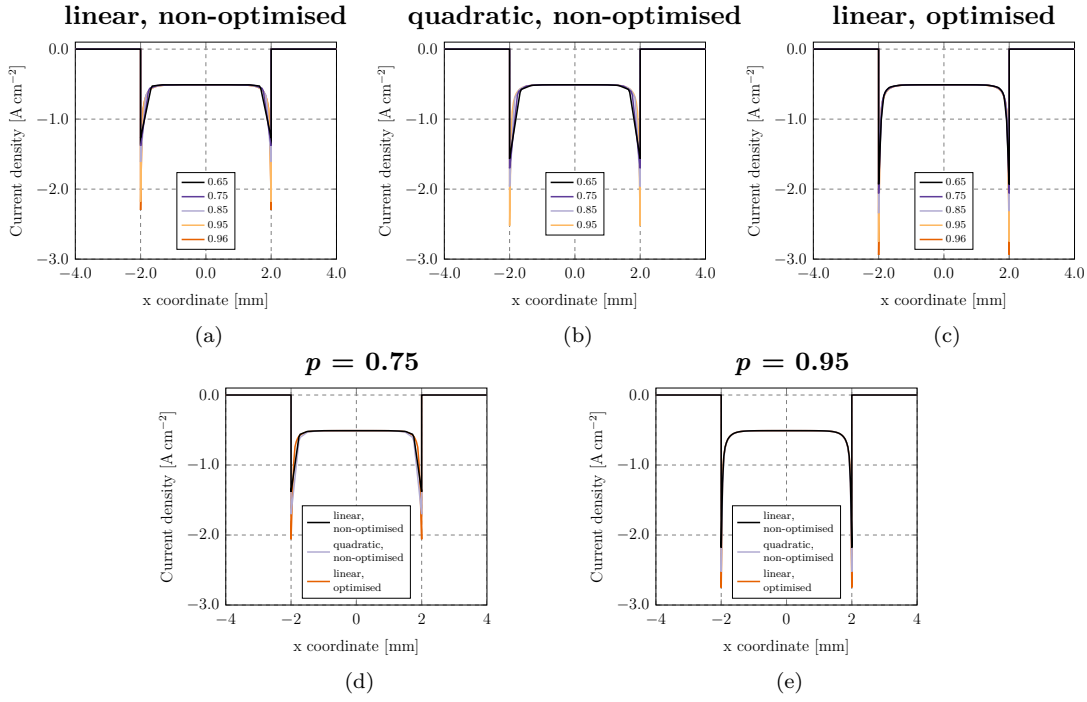 linear, non-optimised
quadratic, non-optimised
linear, optimised
0.0
−1.0
−2.0
−3.0
−4.0
−2.0
0.0
2.0
4.0
Current density [A cm−2]
x coordinate [mm]
0.65
0.75
0.85
0.95
0.96
(a)
0.0
−1.0
−2.0
−3.0
−4.0
−2.0
0.0
2.0
4.0
Current density [A cm−2]
x coordinate [mm]
0.65
0.75
0.85
0.95
(b)
0.0
−1.0
−2.0
−3.0
−4.0
−2.0
0.0
2.0
4.0
Current density [A cm−2]
x coordinate [mm]
0.65
0.75
0.85
0.95
0.96
(c)
p = 0.75
0.0
−1.0
−2.0
−3.0
−4
−2
0
2
4
Current density [A cm−2]
x coordinate [mm]
linear,
non-optimised
quadratic,
non-optimised
linear,
optimised
(d)
p = 0.95
0.0
−1.0
−2.0
−3.0
−4
−2
0
2
4
Current density [A cm−2]
x coordinate [mm]
linear,
non-optimised
quadratic,
non-optimised
linear,
optimised
(e)